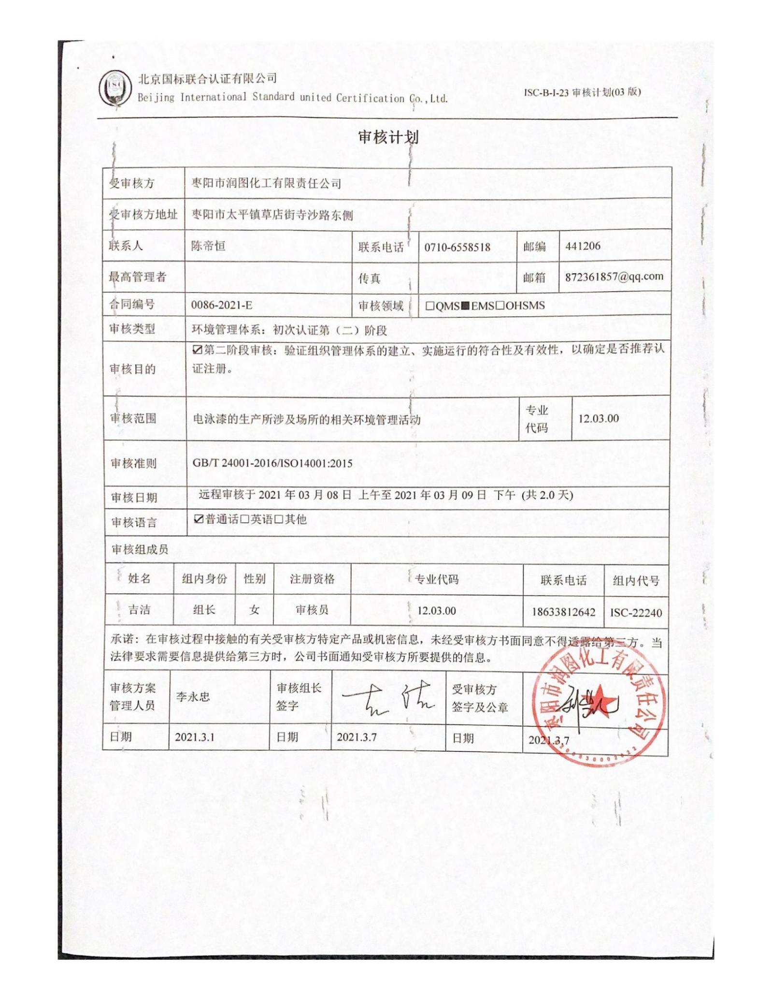 ISC
北京国标联合认证有限公司
Beijing International Standard united Certification Co.,Ltd.
ISC-B-I-23 审核计划(03 版)
审核计划
受审核方 枣阳市润图化工有限责任公司
受审核方地址 枣阳市太平镇草店街寺沙路东侧
联系人 陈帝恒 联系电话 0710-6558518 邮编 441206
最高管理者 传真 邮箱 872361857@qq.com
合同编号 0086-2021-E 审核领域 □QMS■EMS□OHSMS
审核类型 环境管理体系：初次认证第（二）阶段
审核目的 ☑第二阶段审核：验证组织管理体系的建立、实施运行的符合性及有效性，以确定是否推荐认
证注册。
审核范围 电泳漆的生产所涉及场所的相关环境管理活动 专业
代码 12.03.00
审核准则 GB/T 24001-2016/ISO14001:2015
审核日期 远程审核于 2021 年 03 月 08 日 上午至 2021 年 03 月 09 日 下午 (共 2.0 天)
审核语言 ☑普通话□英语□其他
审核组成员
姓名 组内身份 性别 注册资格 专业代码 联系电话 组内代号
吉洁 组长 女 审核员 12.03.00 18633812642 ISC-22240
承诺：在审核过程中接触的有关受审核方特定产品或机密信息，未经受审核方书面同意不得透露给第三方。当
法律要求需要信息提供给第三方时，公司书面通知受审核方所要提供的信息。
审核方案
管理人员 李永忠 审核组长
签字 吉洁 受审核方
签字及公章
枣阳市润图化工有限责任公司
日期 2021.3.1 日期 2021.3.7 日期 2021.3.7